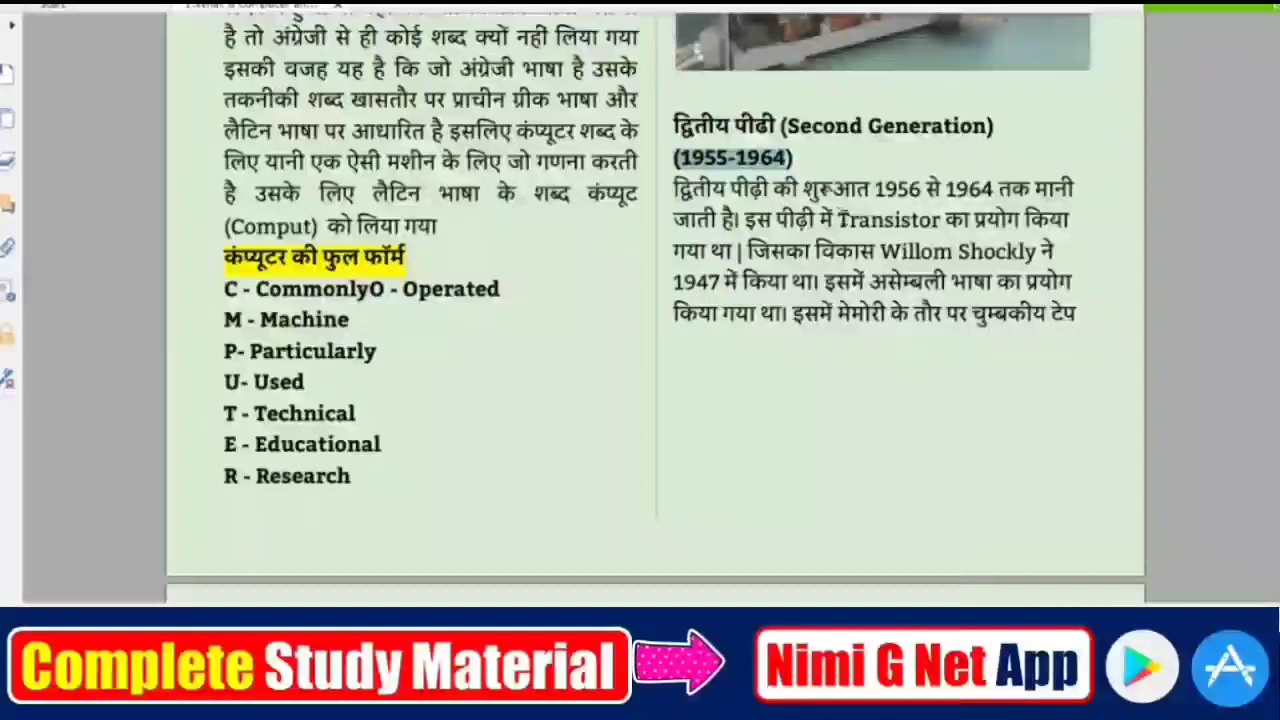 है तो अंग्रेजी से ही कोई शब्द क्यों नहीं लिया गया
इसकी वजह यह है कि जो अंग्रेजी भाषा है उसके
तकनीकी शब्द खासतौर पर प्राचीन ग्रीक भाषा और
लैटिन भाषा पर आधारित है इसलिए कंप्यूटर शब्द के
लिए यानी एक ऐसी मशीन के लिए जो गणना करती
है उसके लिए लैटिन भाषा के शब्द कंप्यूट
(Comput) को लिया गया
कंप्यूटर की फुल फॉर्म
C - CommonlyO - Operated
M - Machine
P- Particularly
U- Used
T - Technical
E - Educational
R - Research
द्वितीय पीढी (Second Generation)
(1955-1964)
द्वितीय पीढ़ी की शुरूआत 1956 से 1964 तक मानी
जाती है। इस पीढ़ी में Transistor का प्रयोग किया
गया था | जिसका विकास Willom Shockly ने
1947 में किया था। इसमें असेम्बली भाषा का प्रयोग
किया गया था। इसमें मेमोरी के तौर पर चुम्बकीय टेप
Complete Study Material
Nimi G Net App